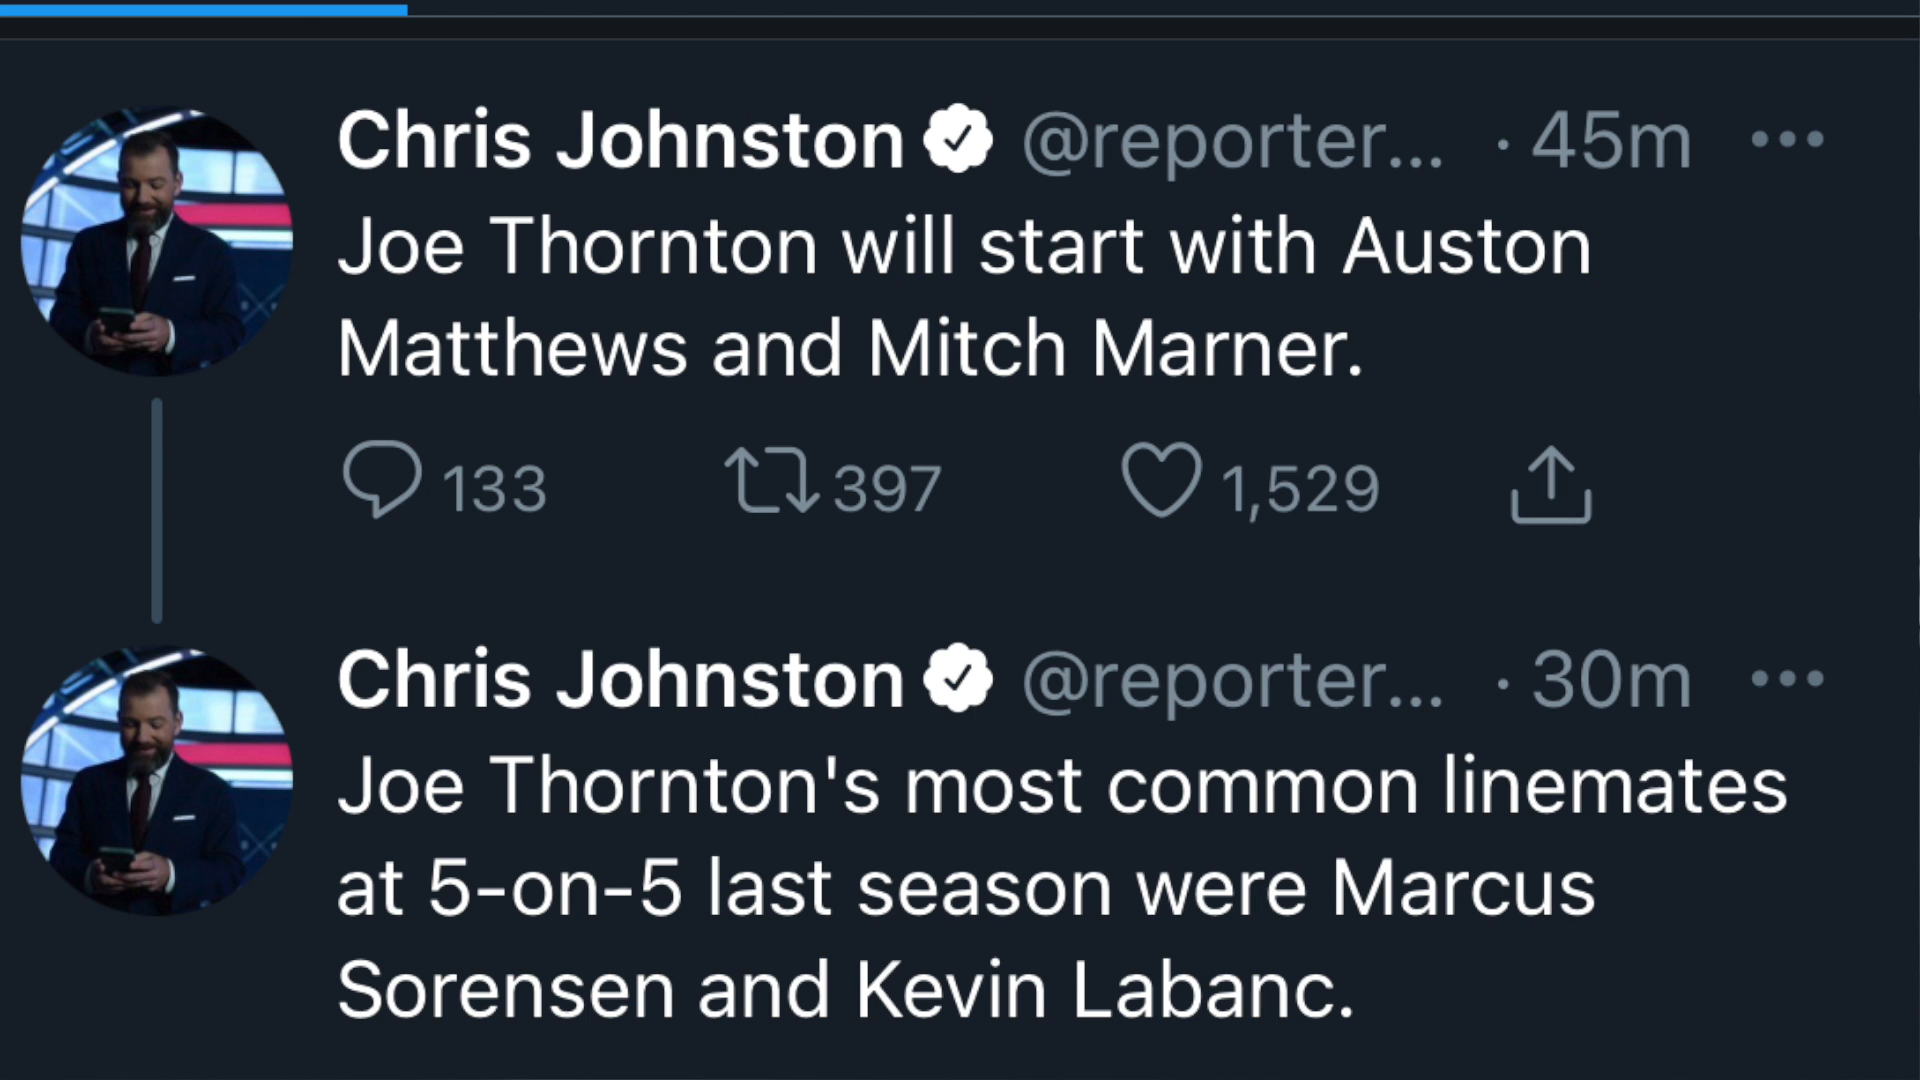 Chris Johnston @reporter... · 45m
Joe Thornton will start with Auston
Matthews and Mitch Marner.
133 397 1,529
Chris Johnston @reporter... · 30m
Joe Thornton's most common linemates
at 5-on-5 last season were Marcus
Sorensen and Kevin Labanc.